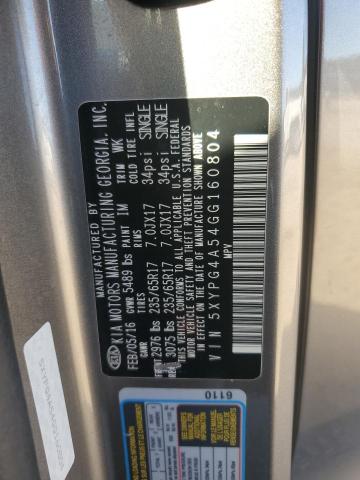 MANUFACTURED BY
KIA MOTORS MANUFACTURING GEORGIA, INC.
FEB/05/16 GVWR 5489 lbs PAINT IM TRIM WK
GAWR TIRES RIMS COLD TIRE INFL
2976 lbs 235/65R17 7.0JX17 34psi SINGLE
3075 lbs 235/65R17 7.0JX17 34psi SINGLE
THIS VEHICLE CONFORMS TO ALL APPLICABLE U.S.A. FEDERAL
MOTOR VEHICLE SAFETY AND THEFT PREVENTION STANDARDS
IN EFFECT ON THE DATE OF MANUFACTURE SHOWN ABOVE
VIN 5XYPG4A54GG160804
MPV
KIA
6110